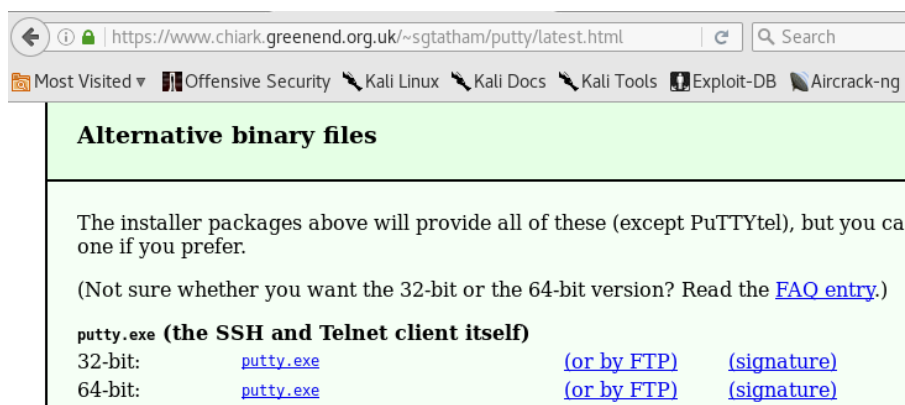 https://www.chiark.greenend.org.uk/~sgtatham/putty/latest.html Search
Most Visited Offensive Security Kali Linux Kali Docs Kali Tools Exploit-DB Aircrack-ng
Alternative binary files
The installer packages above will provide all of these (except PuTTYtel), but you ca
one if you prefer.
(Not sure whether you want the 32-bit or the 64-bit version? Read the FAQ entry.)
putty.exe (the SSH and Telnet client itself)
32-bit: putty.exe (or by FTP) (signature)
64-bit: putty.exe (or by FTP) (signature)